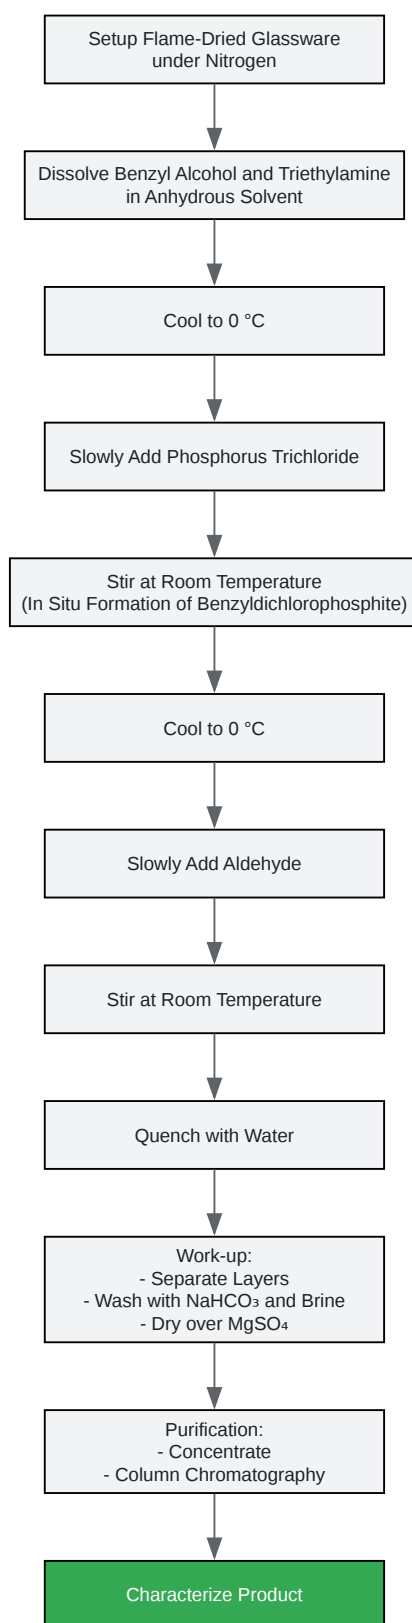 Setup Flame-Dried Glassware
under Nitrogen
Dissolve Benzyl Alcohol and Triethylamine
in Anhydrous Solvent
Cool to 0 °C
Slowly Add Phosphorus Trichloride
Stir at Room Temperature
(In Situ Formation of Benzyldichlorophosphite)
Cool to 0 °C
Slowly Add Aldehyde
Stir at Room Temperature
Quench with Water
Work-up:
- Separate Layers
- Wash with NaHCO₃ and Brine
- Dry over MgSO₄
Purification:
- Concentrate
- Column Chromatography
Characterize Product